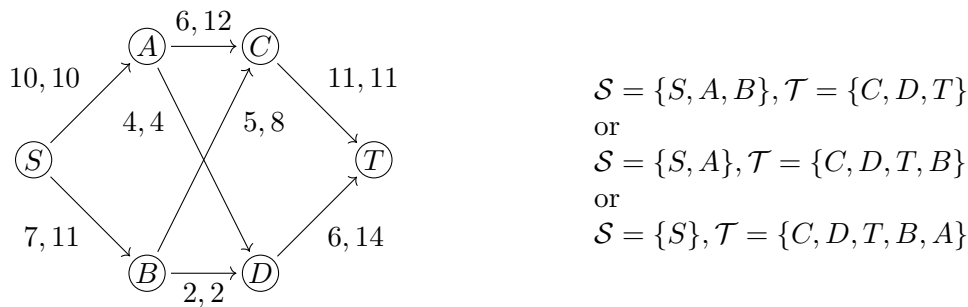 6, 12
A
C
10, 10
11, 11
4, 4
5, 8
S
T
7, 11
6, 14
B
D
2, 2
𝒮 = {S, A, B}, 𝒯 = {C, D, T}
or
𝒮 = {S, A}, 𝒯 = {C, D, T, B}
or
𝒮 = {S}, 𝒯 = {C, D, T, B, A}